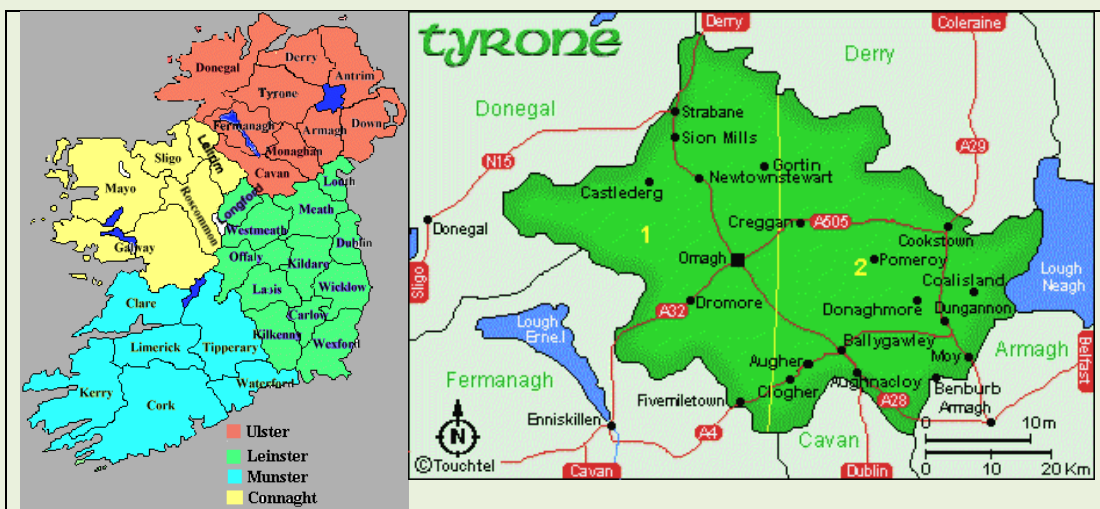 Donegal
Derry
Antrim
Tyrone
Fermanagh
Armagh
Down
Monaghan
Cavan
Sligo
Leitrim
Mayo
Roscommon
Longford
Louth
Meath
Westmeath
Galway
Dublin
Offaly
Kildare
Laois
Wicklow
Clare
Carlow
Kilkenny
Wexford
Limerick
Tipperary
Waterford
Kerry
Cork
Ulster
Leinster
Munster
Connaght
tyrone
Derry
Coleraine
Derry
Donegal
Strabane
Sion Mills
A29
N15
Gortin
Newtownstewart
Castlederg
Donegal
Creggan
A505
Cookstown
1
Omagh
2
Pomeroy
Sligo
Coalisland
Lough
Neagh
Dromore
Donaghmore
Dungannon
A32
Lough
Erne.l
Ballygawley
Moy
Armagh
Belfast
Augher
Aughnacloy
Fermanagh
Clogher
Benburb
Fivemiletown
A28
Armagh
Enniskillen
0
10m
A4
Cavan
N
©Touchtel
Cavan
Dublin
0
10
20 Km